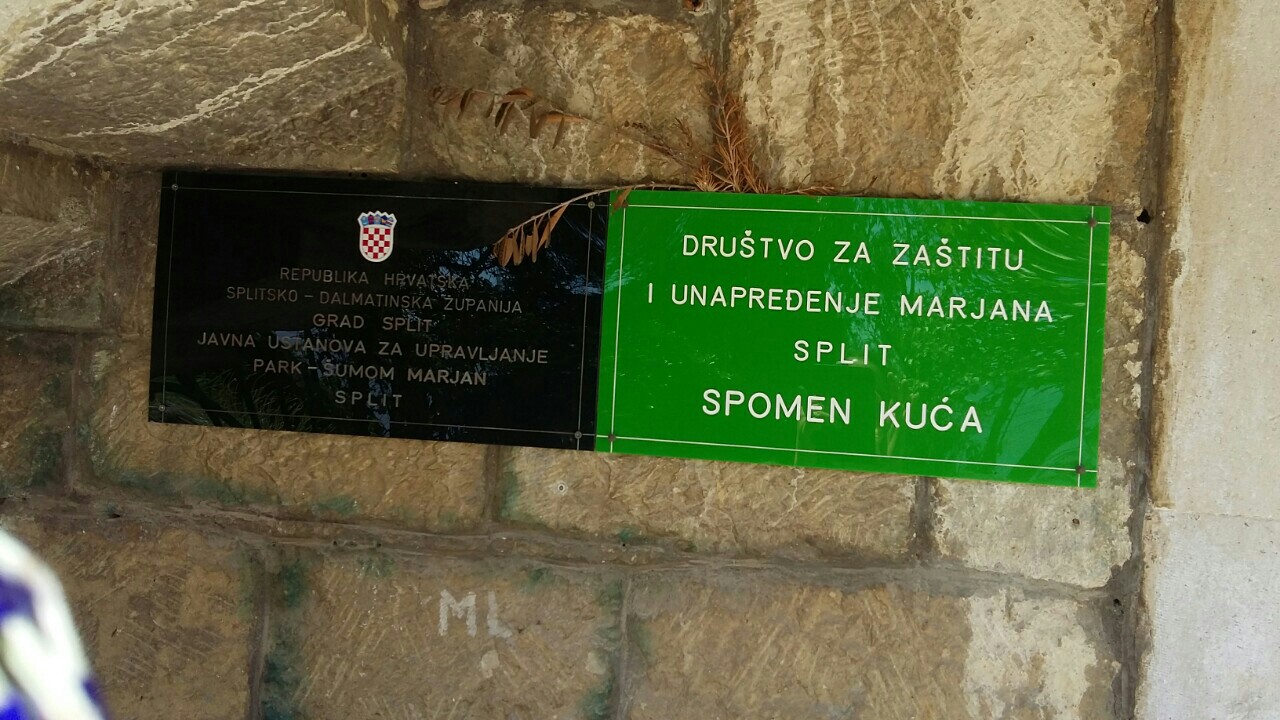 REPUBLIKA HRVATSKA
SPLITSKO - DALMATINSKA ŽUPANIJA
GRAD SPLIT
JAVNA USTANOVA ZA UPRAVLJANJE
PARK - ŠUMOM MARJAN
SPLIT
DRUŠTVO ZA ZAŠTITU
I UNAPREĐENJE MARJANA
SPLIT
SPOMEN KUĆA
ML